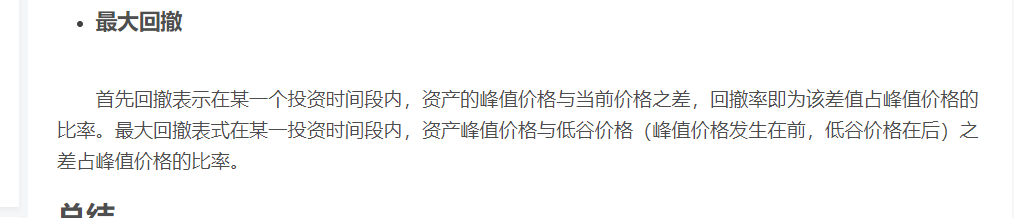 最大回撤
首先回撤表示在某一个投资时间段内，资产的峰值价格与当前价格之差，回撤率即为该差值占峰值价格的
比率。最大回撤表式在某一投资时间段内，资产峰值价格与低谷价格（峰值价格发生在前，低谷价格在后）之
差占峰值价格的比率。
总结